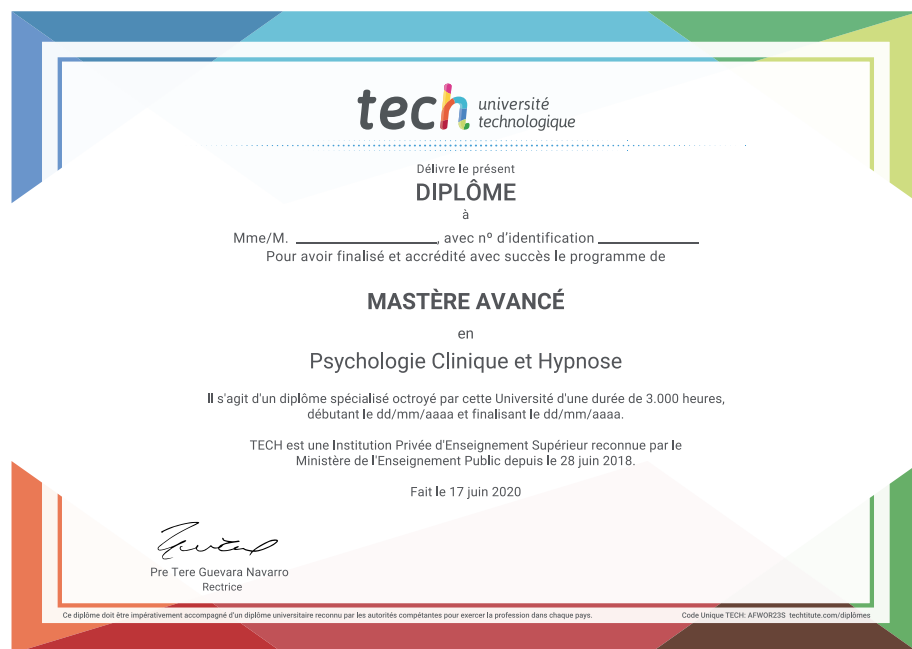 tech université
technologique
Délivre le présent
DIPLÔME
à
Mme/M. ____________, avec nº d'identification ____________
Pour avoir finalisé et accrédité avec succès le programme de
MASTÈRE AVANCÉ
en
Psychologie Clinique et Hypnose
Il s'agit d'un diplôme spécialisé octroyé par cette Université d'une durée de 3.000 heures,
débutant le dd/mm/aaaa et finalisant le dd/mm/aaaa.
TECH est une Institution Privée d'Enseignement Supérieur reconnue par le
Ministère de l'Enseignement Public depuis le 28 juin 2018.
Fait le 17 juin 2020
Pre Tere Guevara Navarro
Rectrice
Ce diplôme doit être impérativement accompagné d'un diplôme universitaire reconnu par les autorités compétentes pour exercer la profession dans chaque pays.
Code Unique TECH: AFWOR23S techtitute.com/diplômes